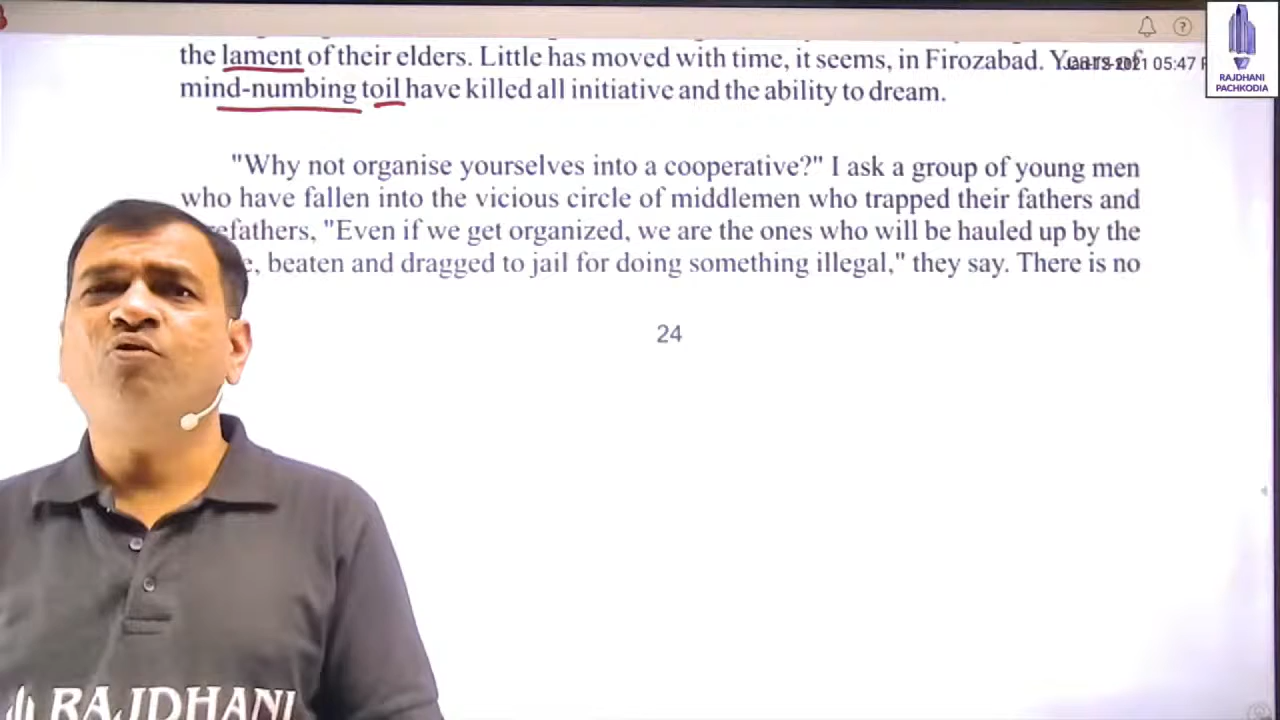 the lament of their elders. Little has moved with time, it seems, in Firozabad. Years of
05:47
mind-numbing toil have killed all initiative and the ability to dream.
"Why not organise yourselves into a cooperative?" I ask a group of young men
who have fallen into the vicious circle of middlemen who trapped their fathers and
refathers, "Even if we get organized, we are the ones who will be hauled up by the
e, beaten and dragged to jail for doing something illegal," they say. There is no
24
RAJDHANI
PACHKODIA
RAJDHANI